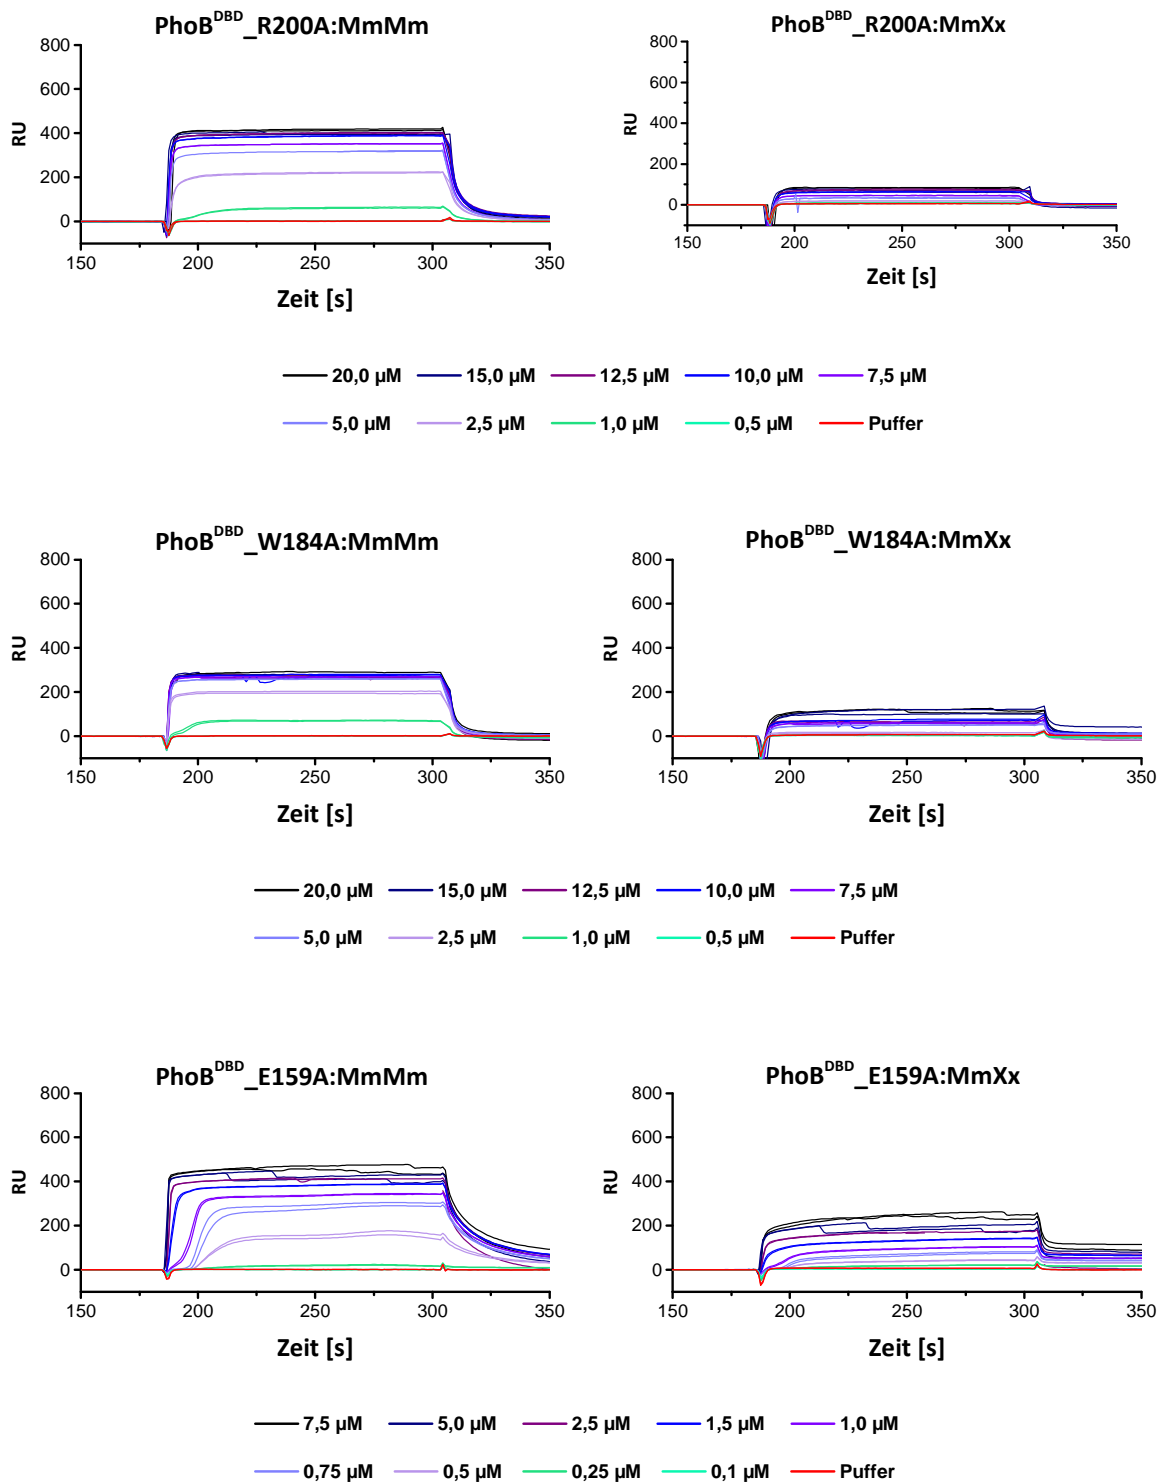 PhoB^DBD_R200A:MmMm
800
600
400
200
0
RU
150 200 250 300 350
Zeit [s]
PhoB^DBD_R200A:MmXx
800
600
400
200
0
RU
150 200 250 300 350
Zeit [s]
20,0 µM 15,0 µM 12,5 µM 10,0 µM 7,5 µM
5,0 µM 2,5 µM 1,0 µM 0,5 µM Puffer
PhoB^DBD_W184A:MmMm
800
600
400
200
0
RU
150 200 250 300 350
Zeit [s]
PhoB^DBD_W184A:MmXx
800
600
400
200
0
RU
150 200 250 300 350
Zeit [s]
20,0 µM 15,0 µM 12,5 µM 10,0 µM 7,5 µM
5,0 µM 2,5 µM 1,0 µM 0,5 µM Puffer
PhoB^DBD_E159A:MmMm
800
600
400
200
0
RU
150 200 250 300 350
Zeit [s]
PhoB^DBD_E159A:MmXx
800
600
400
200
0
RU
150 200 250 300 350
Zeit [s]
7,5 µM 5,0 µM 2,5 µM 1,5 µM 1,0 µM
0,75 µM 0,5 µM 0,25 µM 0,1 µM Puffer